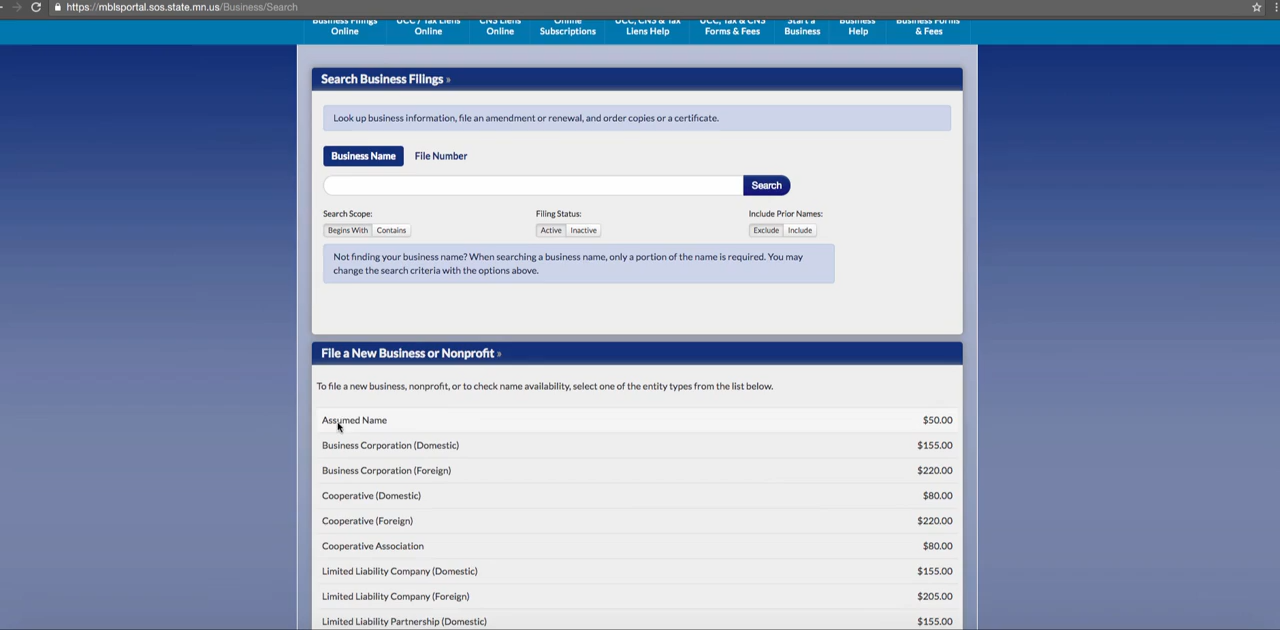 https://mblsportal.sos.state.mn.us/Business/Search
Business Filings Online
UCC / Tax Liens Online
CNS Liens Online
Online Subscriptions
UCC, CNS & Tax Liens Help
UCC, Tax & CNS Forms & Fees
Start a Business
Business Help
Business Forms & Fees
Search Business Filings »
Look up business information, file an amendment or renewal, and order copies or a certificate.
Business Name File Number
Search
Search Scope: Filing Status: Include Prior Names:
Begins With Contains Active Inactive Exclude Include
Not finding your business name? When searching a business name, only a portion of the name is required. You may
change the search criteria with the options above.
File a New Business or Nonprofit »
To file a new business, nonprofit, or to check name availability, select one of the entity types from the list below.
Assumed Name $50.00
Business Corporation (Domestic) $155.00
Business Corporation (Foreign) $220.00
Cooperative (Domestic) $80.00
Cooperative (Foreign) $220.00
Cooperative Association $80.00
Limited Liability Company (Domestic) $155.00
Limited Liability Company (Foreign) $205.00
Limited Liability Partnership (Domestic) $155.00